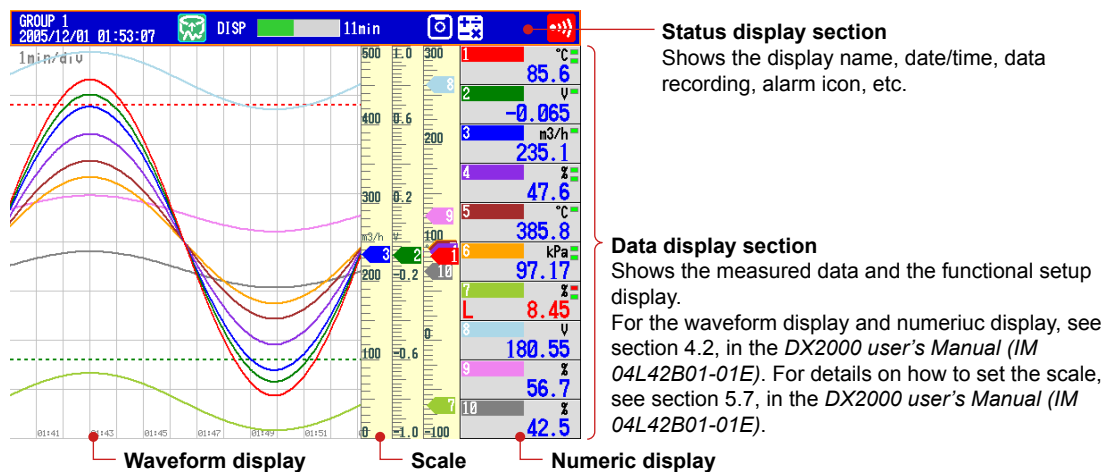 GROUP 1
2005/12/01 01:53:07
DISP
11min
1min/div
500 1.0 300
400 0.6
200
300 0.2
m3/h V
100
200 -0.2
0
100 -0.6
0 -1.0 -100
8
9
3 2 1
10
7
01:41 01:43 01:45 01:47 01:49 01:51
1 °C
85.6
2 V
-0.065
3 m3/h
235.1
4 %
47.6
5 °C
385.8
6 kPa
97.17
7 %
L 8.45
8 V
180.55
9 %
56.7
10 %
42.5
Status display section
Shows the display name, date/time, data
recording, alarm icon, etc.
Data display section
Shows the measured data and the functional setup
display.
For the waveform display and numeriuc display, see
section 4.2, in the DX2000 user's Manual (IM
04L42B01-01E). For details on how to set the scale,
see section 5.7, in the DX2000 user's Manual (IM
04L42B01-01E).
Waveform display
Scale
Numeric display